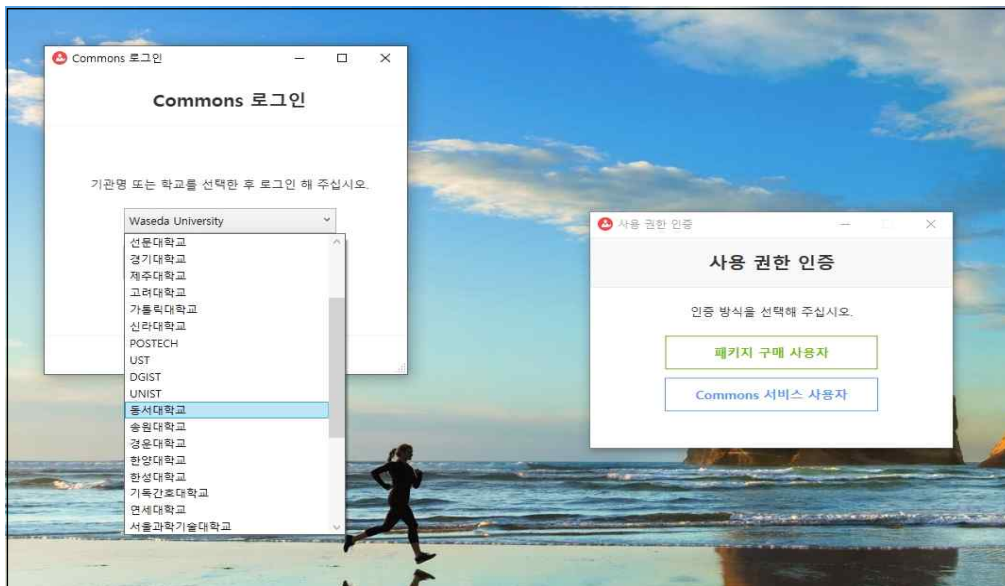 Commons 로그인
Commons 로그인
기관명 또는 학교를 선택한 후 로그인 해 주십시오.
Waseda University
선문대학교
경기대학교
제주대학교
고려대학교
가톨릭대학교
신라대학교
POSTECH
UST
DGIST
UNIST
동서대학교
송원대학교
경운대학교
한양대학교
한성대학교
기독간호대학교
연세대학교
서울과학기술대학교
사용 권한 인증
사용 권한 인증
인증 방식을 선택해 주십시오.
패키지 구매 사용자
Commons 서비스 사용자